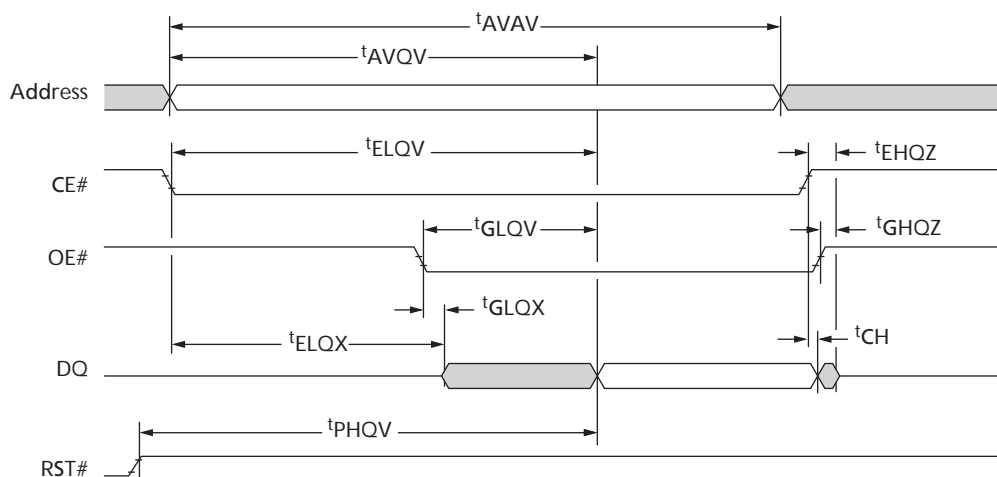 tAVAV
tAVQV
Address
tELQV
tEHQZ
CE#
tGLQV
tGHQZ
OE#
tGLQX
tELQX
tCH
DQ
tPHQV
RST#